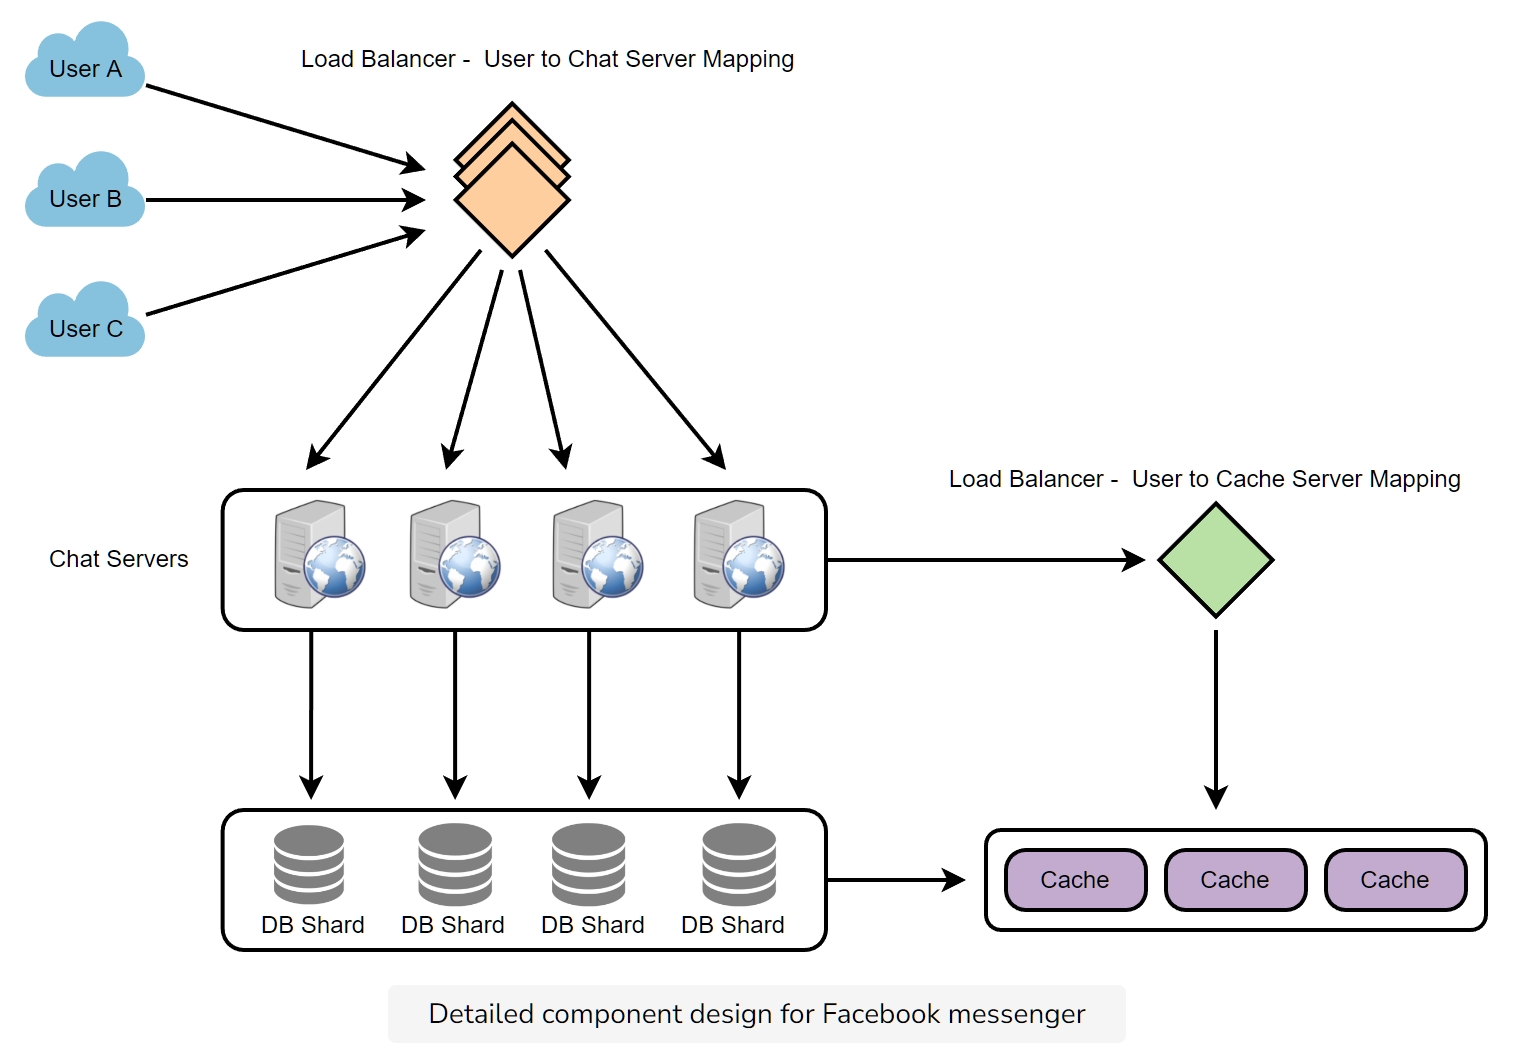 User A
Load Balancer -  User to Chat Server Mapping
User B
User C
Load Balancer -  User to Cache Server Mapping
Chat Servers
Cache
Cache
Cache
DB Shard
DB Shard
DB Shard
DB Shard
Detailed component design for Facebook messenger